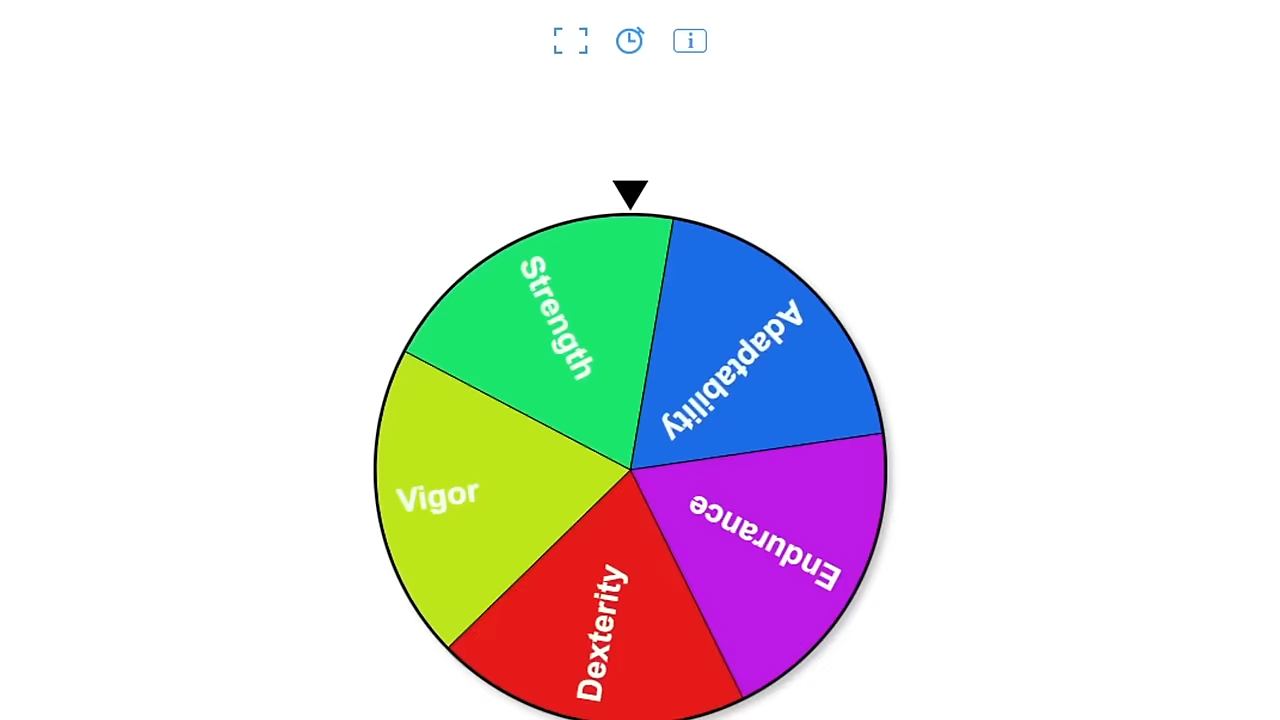 Strength
Adaptability
Vigor
Endurance
Dexterity